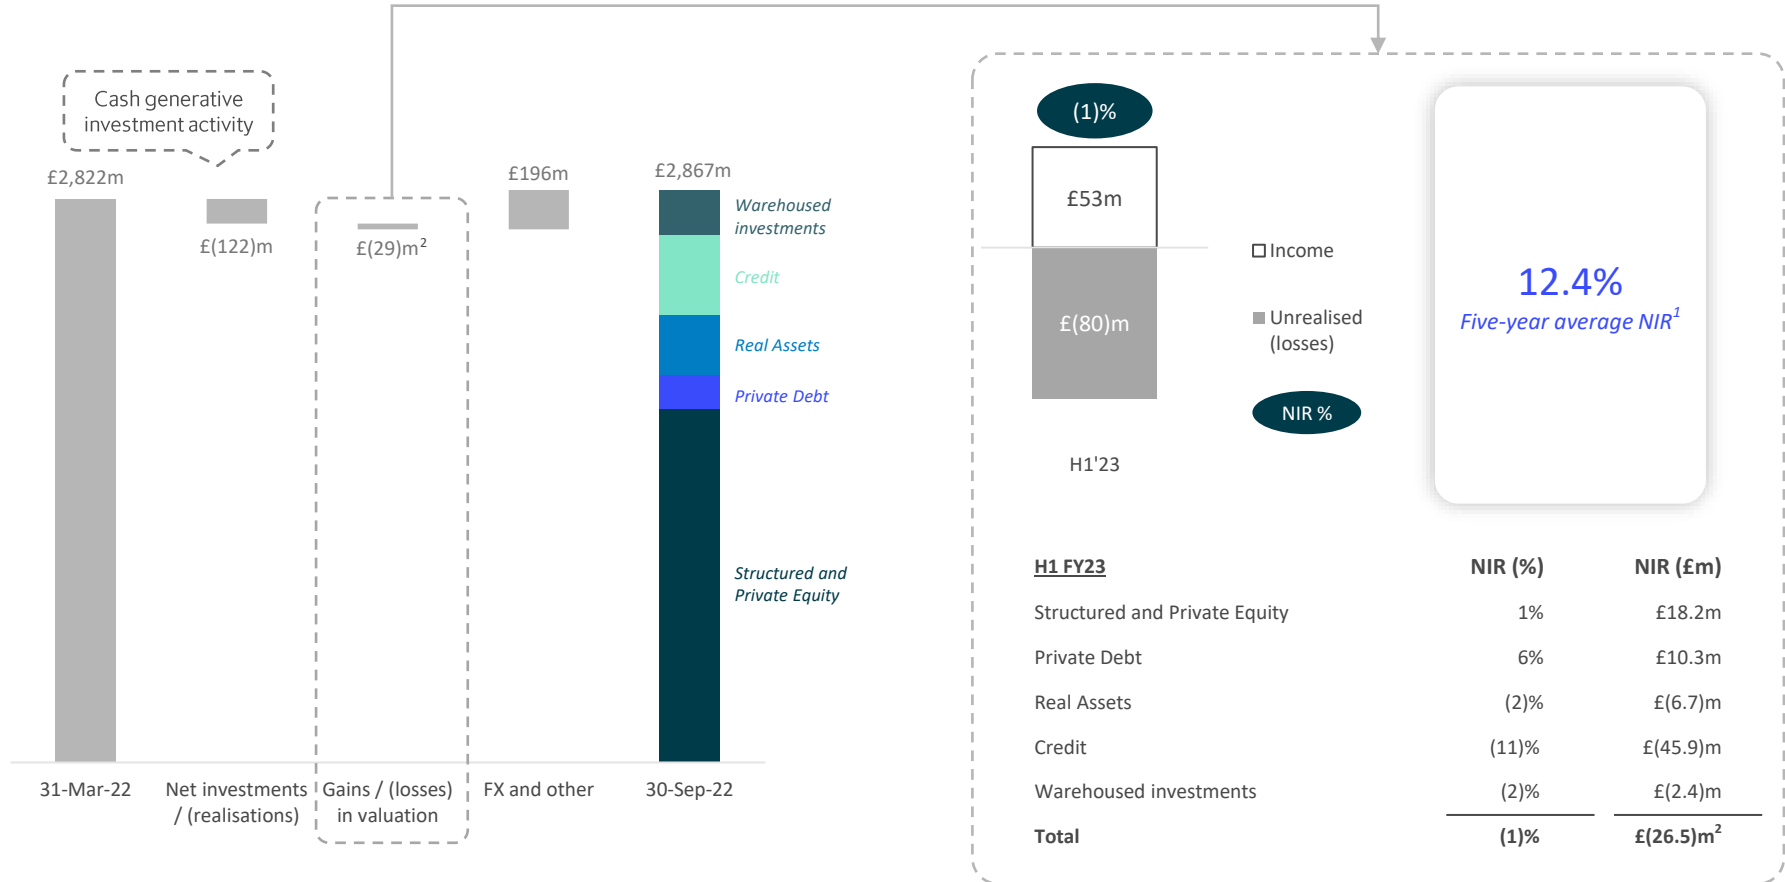 Cash generative
investment activity
£2,822m
£(122)m
£(29)m²
£196m
£2,867m
Warehoused
investments
Credit
Real Assets
Private Debt
Structured and
Private Equity
31-Mar-22
Net investments
/ (realisations)
Gains / (losses)
in valuation
FX and other
30-Sep-22
(1)%
£53m
£(80)m
H1'23
Income
Unrealised
(losses)
NIR %
12.4%
Five-year average NIR¹
H1 FY23 NIR (%) NIR (£m)
Structured and Private Equity 1% £18.2m
Private Debt 6% £10.3m
Real Assets (2)% £(6.7)m
Credit (11)% £(45.9)m
Warehoused investments (2)% £(2.4)m
Total (1)% £(26.5)m²